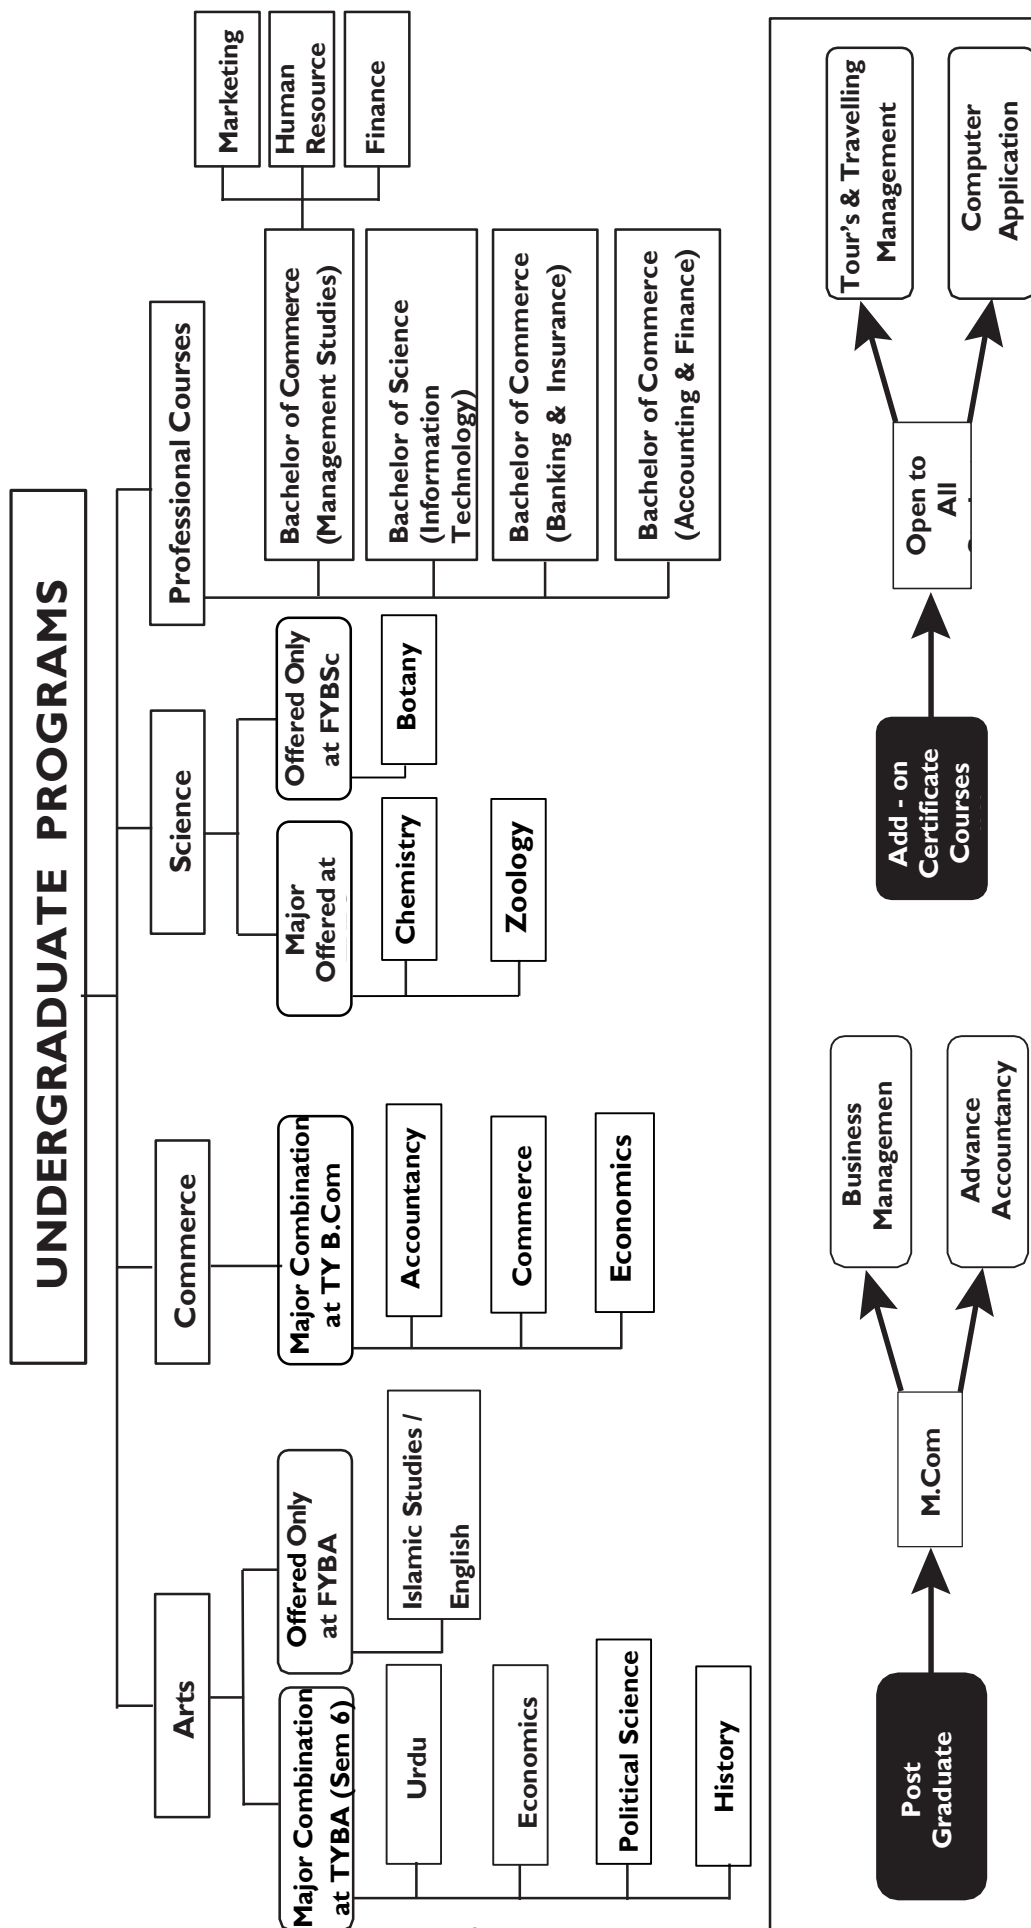 UNDERGRADUATE PROGRAMS
Arts
Major Combination
at TYBA (Sem 6)
Urdu
Economics
Political Science
History
Offered Only
at FYBA
Islamic Studies /
English
Commerce
Major Combination
at TY B.Com
Accountancy
Commerce
Economics
Science
Major
Offered at
Chemistry
Zoology
Offered Only
at FYBSc
Botany
Professional Courses
Bachelor of Commerce
(Management Studies)
Marketing
Human
Resource
Finance
Bachelor of Science
(Information
Technology)
Bachelor of Commerce
(Banking & Insurance)
Bachelor of Commerce
(Accounting & Finance)
Post
Graduate
M.Com
Business
Managemen
Advance
Accountancy
Add - on
Certificate
Courses
Open to
All
Tour's & Travelling
Management
Computer
Application